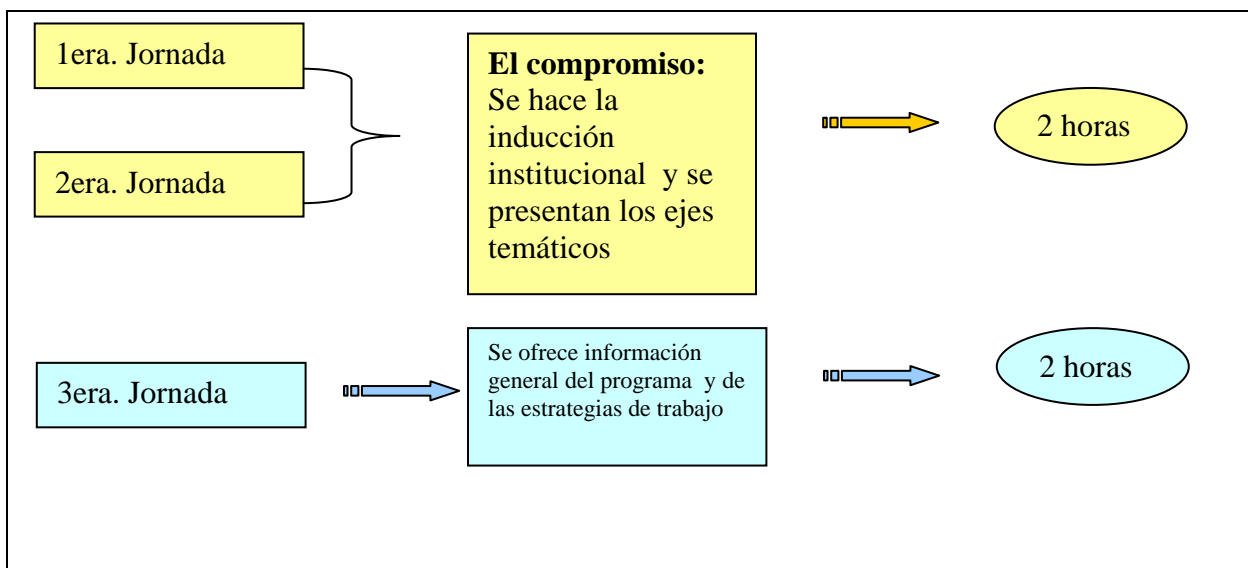 1era. Jornada
2era. Jornada
El compromiso:
Se hace la
inducción
institucional y se
presentan los ejes
temáticos
2 horas
3era. Jornada
Se ofrece información
general del programa y de
las estrategias de trabajo
2 horas